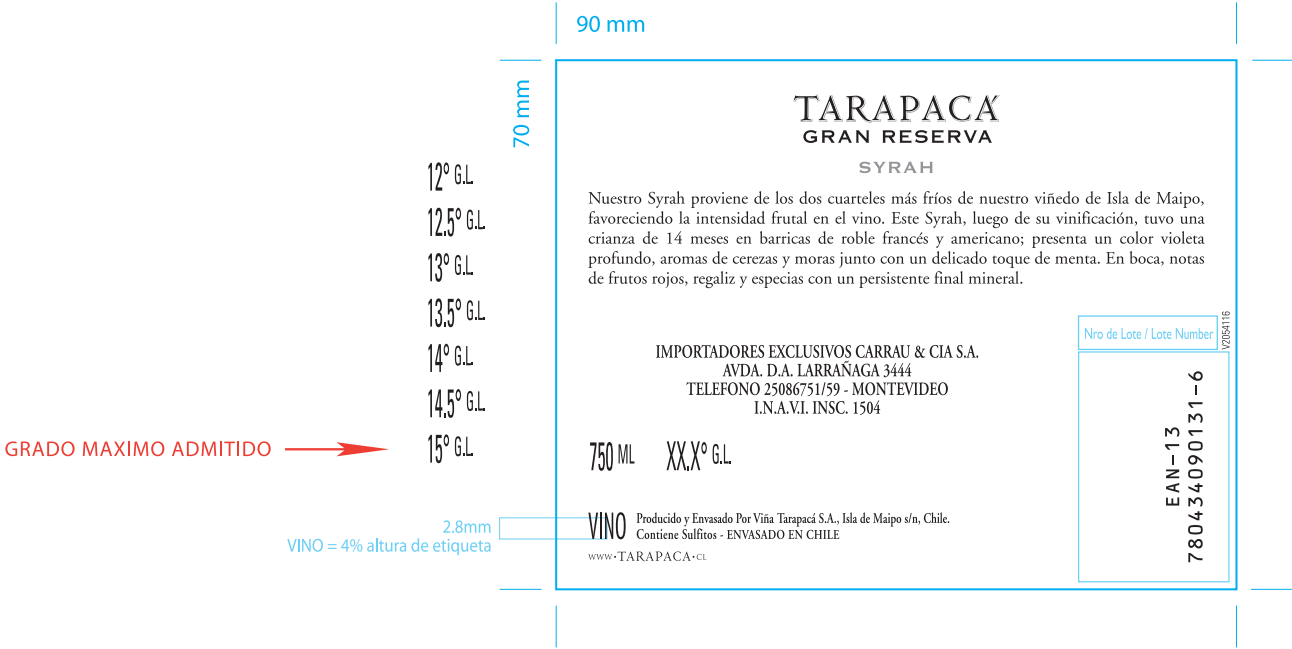 90 mm
70 mm
TARAPACÁ
GRAN RESERVA
SYRAH
Nuestro Syrah proviene de los dos cuarteles más fríos de nuestro viñedo de Isla de Maipo,
favoreciendo la intensidad frutal en el vino. Este Syrah, luego de su vinificación, tuvo una
crianza de 14 meses en barricas de roble francés y americano; presenta un color violeta
profundo, aromas de cerezas y moras junto con un delicado toque de menta. En boca, notas
de frutos rojos, regaliz y especias con un persistente final mineral.
12° G.L.
12.5° G.L.
13° G.L.
13.5° G.L.
14° G.L.
14.5° G.L.
GRADO MAXIMO ADMITIDO
15° G.L.
IMPORTADORES EXCLUSIVOS CARRAU & CIA S.A.
AVDA. D.A. LARRAÑAGA 3444
TELEFONO 25086751/59 - MONTEVIDEO
I.N.A.V.I. INSC. 1504
750 ML XX.X° G.L.
2.8mm
VINO = 4% altura de etiqueta
VINO
Producido y Envasado Por Viña Tarapacá S.A., Isla de Maipo s/n, Chile.
Contiene Sulfitos - ENVASADO EN CHILE
WWW·TARAPACA·CL
Nro de Lote / Lote Number
V2054116
EAN-13
780434090131-6